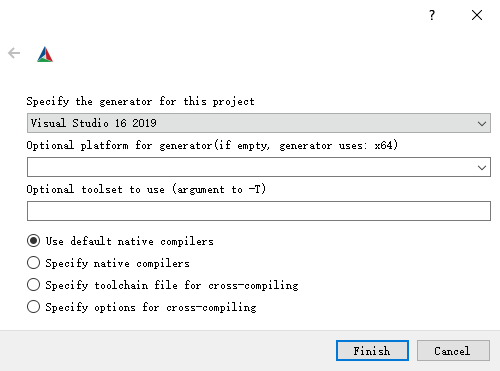 ?
Specify the generator for this project
Visual Studio 16 2019
Optional platform for generator(if empty, generator uses: x64)
Optional toolset to use (argument to -T)
Use default native compilers
Specify native compilers
Specify toolchain file for cross-compiling
Specify options for cross-compiling
Finish Cancel